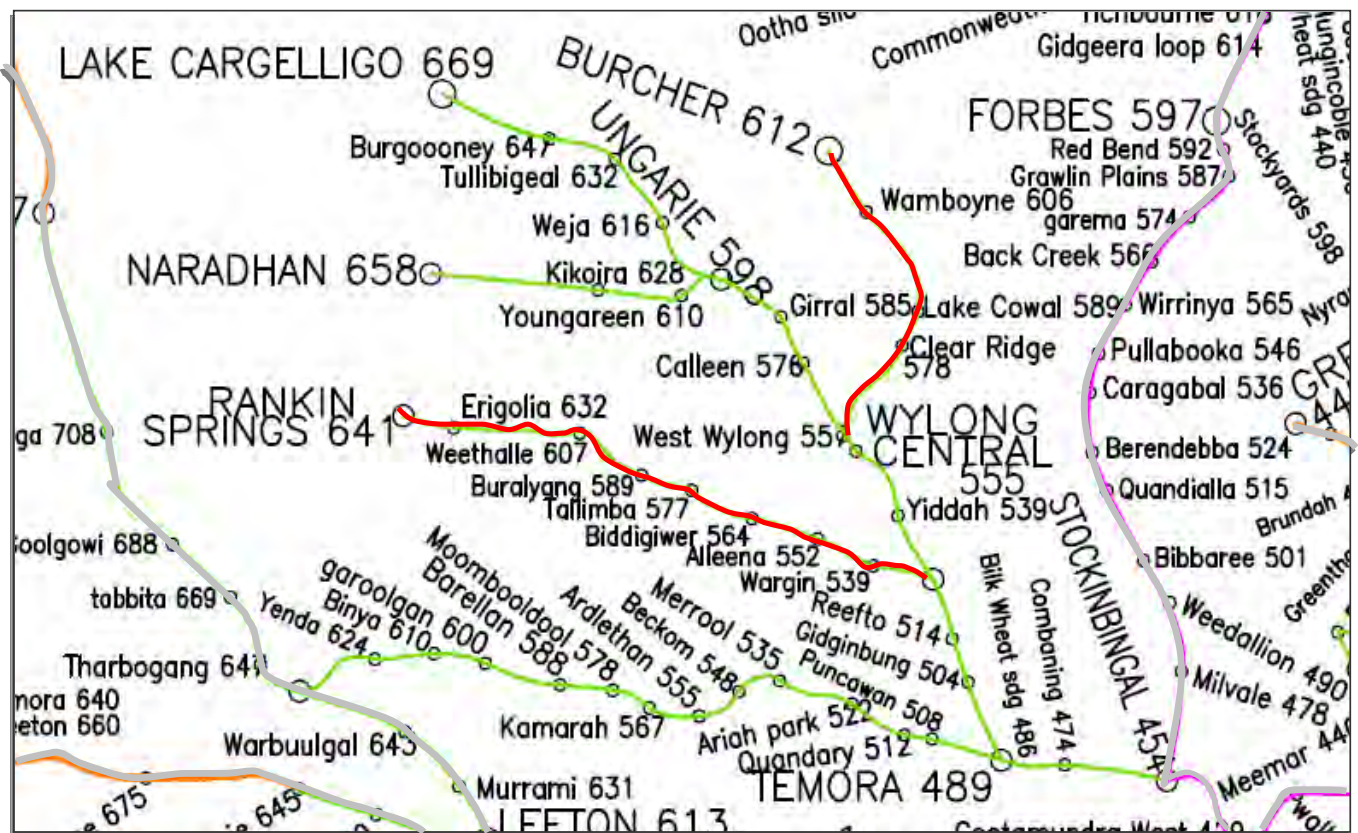 Ootha
Gidgeera loop 614
LAKE CARGELLIGO 669
BURCHER 612
FORBES 597
UNGARIE 598
Burgoooney 647
Tullibigeal 632
Red Bend 592
Grawlin Plains 587
Stockyards 598
Wamboyne 606
garema 574
Weja 616
Back Creek 566
NARADHAN 658
Kikoira 628
Youngareen 610
Girral 585
Lake Cowal 589
Wirrinya 565
Clear Ridge
578
Pullabooka 546
Calleen 576
Caragabal 536
RANKIN
SPRINGS 641
Erigolia 632
West Wylong 557
WYLONG
CENTRAL
555
Weethalle 607
Berendebba 524
Buralyang 589
Tallimba 577
Yiddah 539
Quandialla 515
STOCKINBINGAL 454
Biddigiwer 564
Alleena 552
Wargin 539
Bibbaree 501
688
tabbita 669
Yenda 624
Binya 610
garoolgan 600
Barellan 588
Moombooldool 578
Ardlethan 555
Beckom 548
Merrool 535
Reefto 514
Gidginbung 504
Puncawan 508
Bilk Wheat sdg 486
Combaning 474
Weedallion 490
Milvale 478
Tharbogang 647
640
660
Warbuulgal 643
Kamarah 567
Ariah park 522
Quandary 512
TEMORA 489
Meemar
Murrami 631
LEETON 613
675
645
708
sdg 440